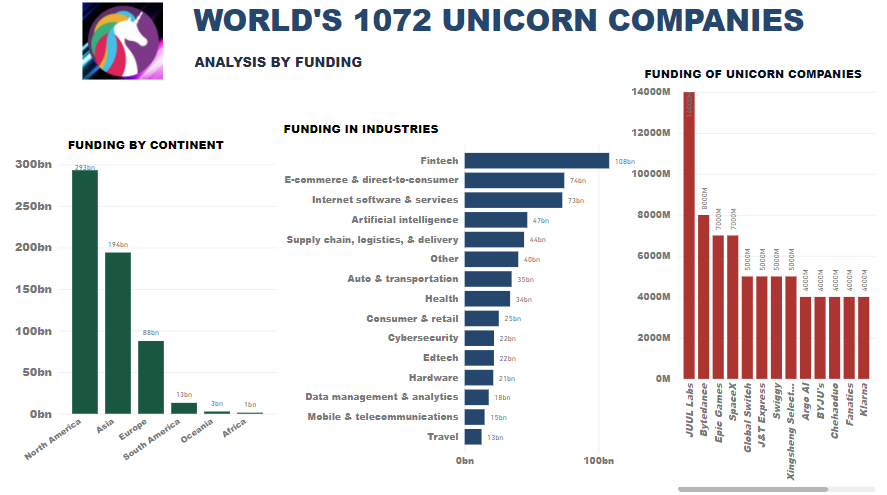 WORLD'S 1072 UNICORN COMPANIES
ANALYSIS BY FUNDING
FUNDING BY CONTINENT
300bn
250bn
200bn
150bn
100bn
50bn
0bn
293bn
194bn
88bn
13bn
3bn
1bn
North America
Asia
Europe
South America
Oceania
Africa
FUNDING IN INDUSTRIES
Fintech 108bn
E-commerce & direct-to-consumer 74bn
Internet software & services 73bn
Artificial intelligence 47bn
Supply chain, logistics, & delivery 44bn
Other 40bn
Auto & transportation 35bn
Health 34bn
Consumer & retail 25bn
Cybersecurity 22bn
Edtech 22bn
Hardware 21bn
Data management & analytics 18bn
Mobile & telecommunications 15bn
Travel 13bn
0bn 100bn
FUNDING OF UNICORN COMPANIES
14000M
12000M
10000M
8000M
6000M
4000M
2000M
0M
14000M
8000M
7000M
7000M
5000M
5000M
5000M
5000M
4000M
4000M
4000M
4000M
4000M
JUUL Labs
Bytedance
Epic Games
SpaceX
Global Switch
J&T Express
Swiggy
Xingsheng Select...
Argo AI
BYJU's
Chehaoduo
Fanatics
Klarna